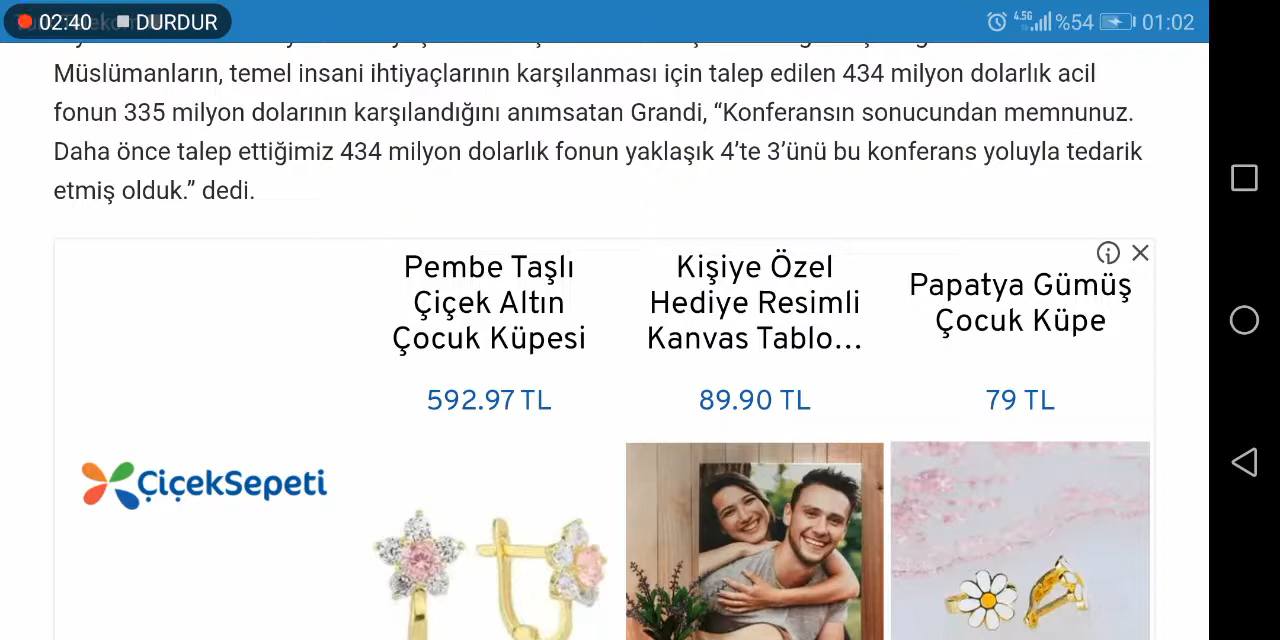 02:40 DURDUR
4.5G %54 01:02
Müslümanların, temel insani ihtiyaçlarının karşılanması için talep edilen 434 milyon dolarlık acil
fonun 335 milyon dolarının karşılandığını anımsatan Grandi, “Konferansın sonucundan memnunuz.
Daha önce talep ettiğimiz 434 milyon dolarlık fonun yaklaşık 4’te 3’ünü bu konferans yoluyla tedarik
etmiş olduk.” dedi.
Pembe Taşlı
Çiçek Altın
Çocuk Küpesi
592.97 TL
Kişiye Özel
Hediye Resimli
Kanvas Tablo...
89.90 TL
Papatya Gümüş
Çocuk Küpe
79 TL
ÇiçekSepeti